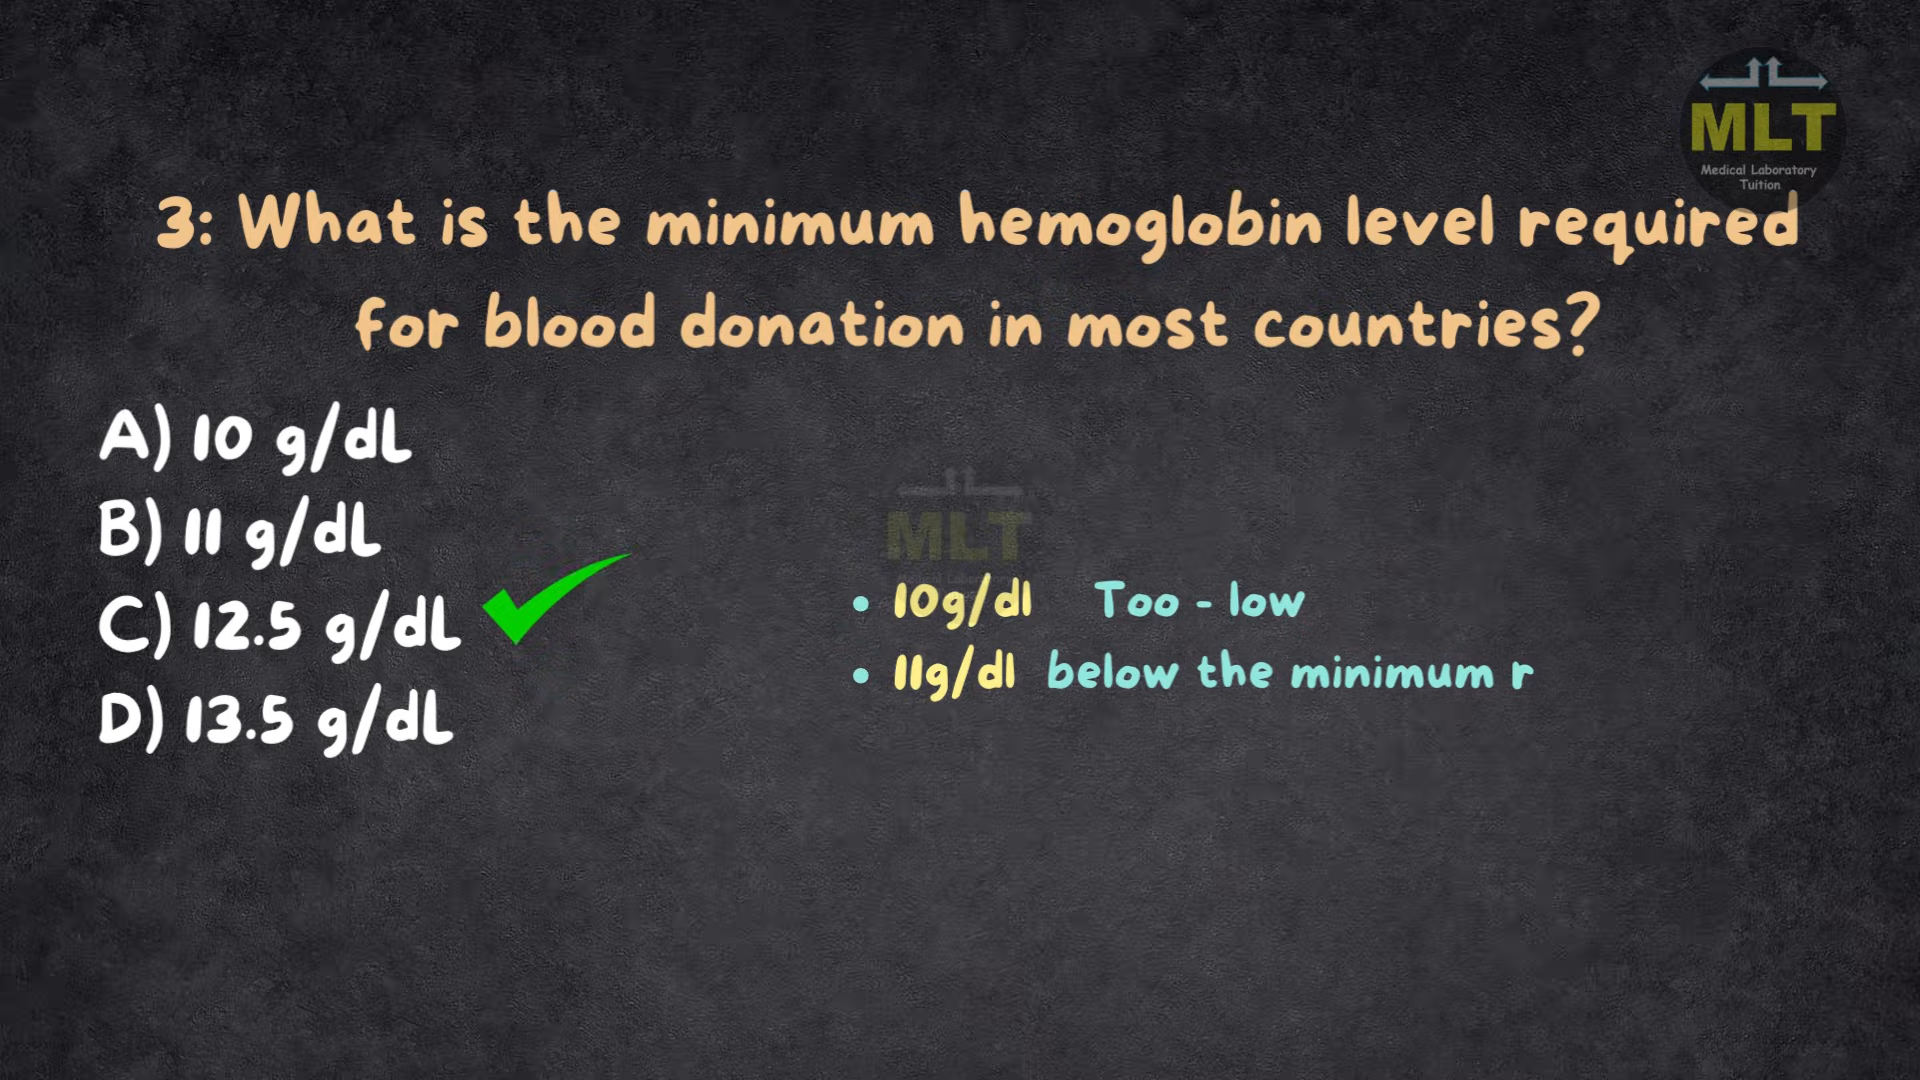 MLT
Medical Laboratory
Tuition
3: What is the minimum hemoglobin level required
for blood donation in most countries?
A) 10 g/dL
B) 11 g/dL
C) 12.5 g/dL
D) 13.5 g/dL
MLT
• 10g/dl Too - low
• 11g/dl below the minimum r